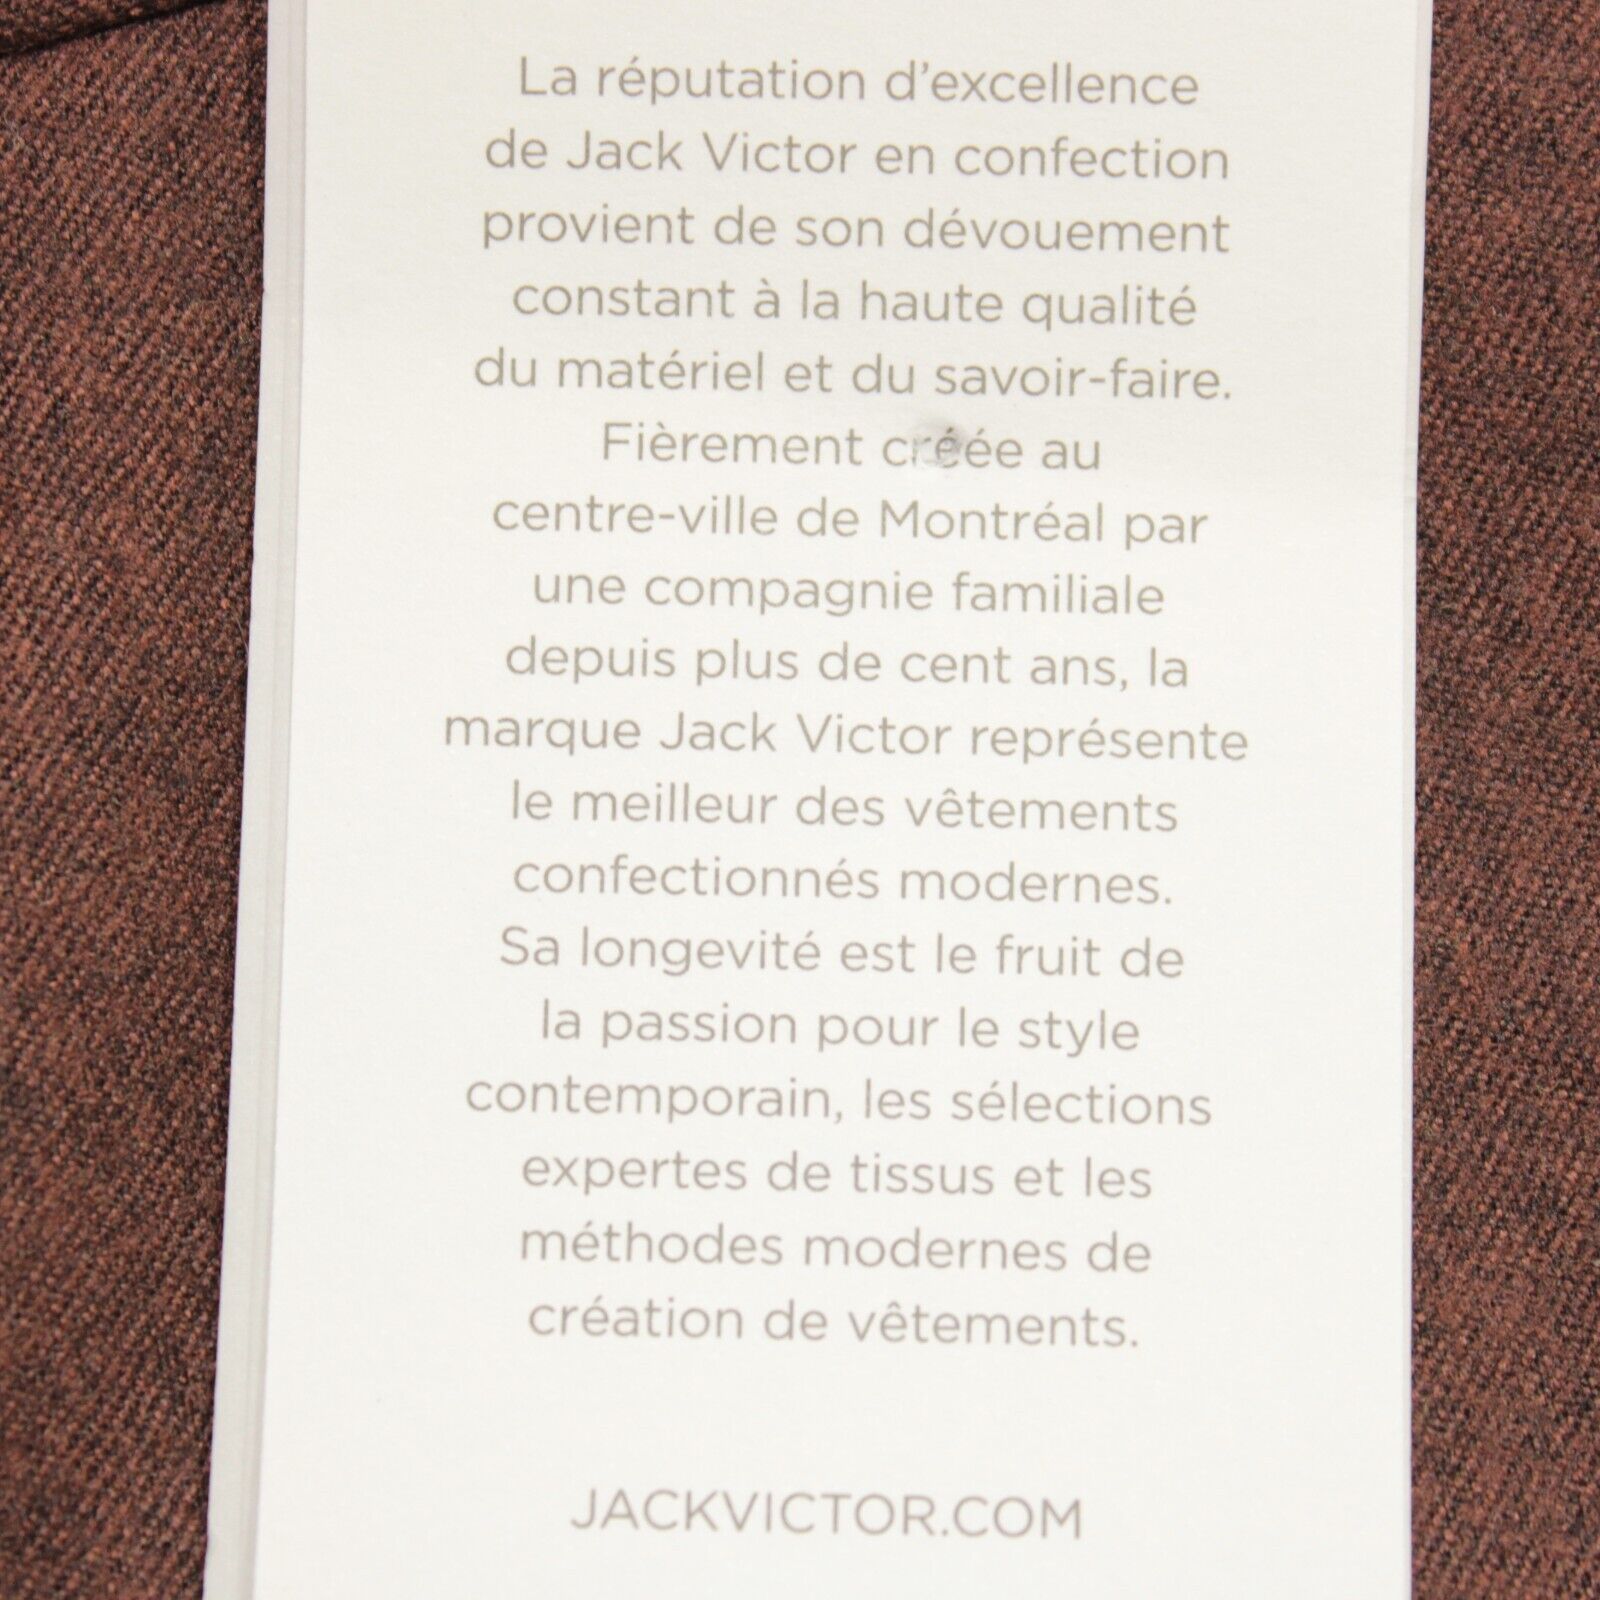 La réputation d'excellence
de Jack Victor en confection
provient de son dévouement
constant à la haute qualité
du matériel et du savoir-faire.
Fièrement créée au
centre-ville de Montréal par
une compagnie familiale
depuis plus de cent ans, la
marque Jack Victor représente
le meilleur des vêtements
confectionnés modernes.
Sa longevité est le fruit de
la passion pour le style
contemporain, les sélections
expertes de tissus et les
méthodes modernes de
création de vêtements.
JACKVICTOR.COM